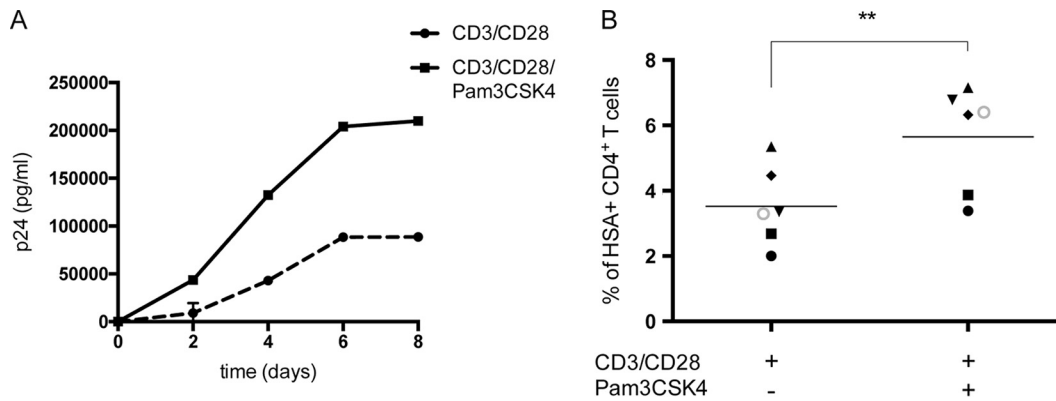 A
CD3/CD28
CD3/CD28/
Pam3CSK4
250000
200000
150000
100000
50000
0
p24 (pg/ml)
0 2 4 6 8
time (days)
B
**
8
6
4
2
0
% of HSA+ CD4⁺ T cells
CD3/CD28 + +
Pam3CSK4 - +